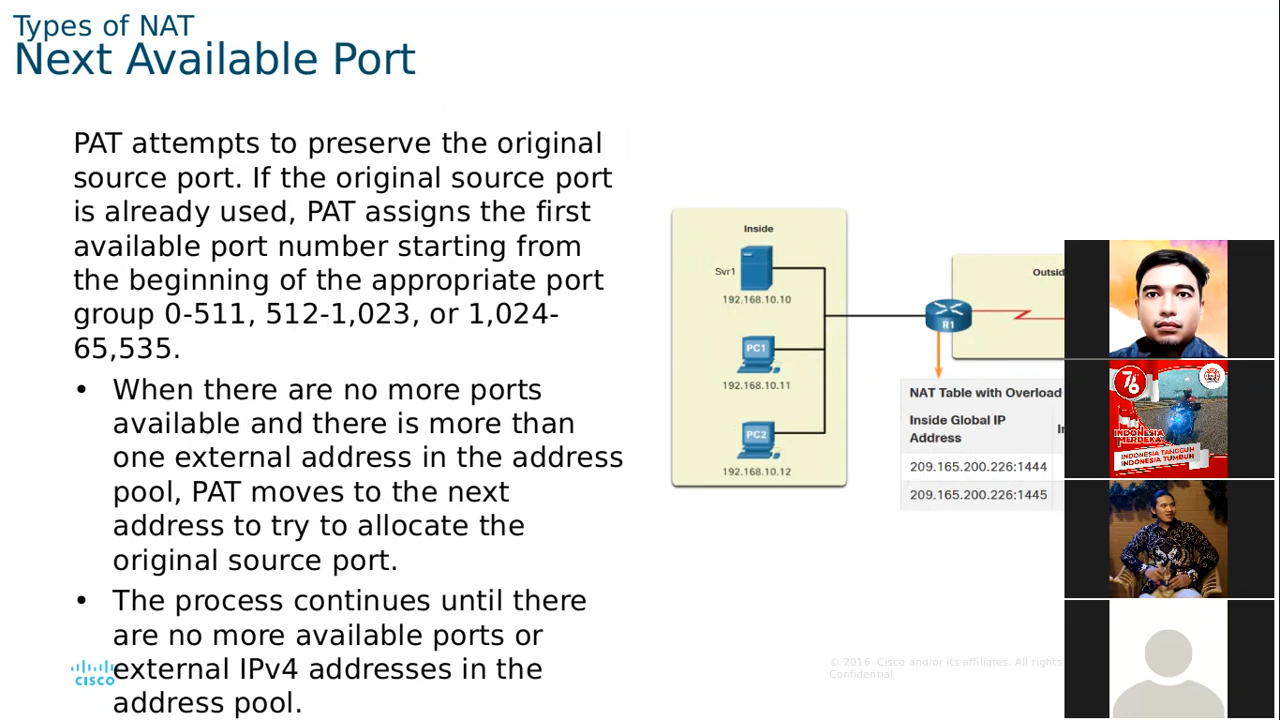 Types of NAT
Next Available Port
PAT attempts to preserve the original
source port. If the original source port
is already used, PAT assigns the first
available port number starting from
the beginning of the appropriate port
group 0-511, 512-1,023, or 1,024-
65,535.
• When there are no more ports
available and there is more than
one external address in the address
pool, PAT moves to the next
address to try to allocate the
original source port.
• The process continues until there
are no more available ports or
external IPv4 addresses in the
address pool.
CISCO
Inside
Svr1
192.168.10.10
PC1
192.168.10.11
PC2
192.168.10.12
R1
Outsid
NAT Table with Overload
Inside Global IP
Address
209.165.200.226:1444
209.165.200.226:1445
© 2016 Cisco and/or its affiliates. All rights
Confidential
76
INDONESIA
MERDEKA
INDONESIA TANGGUH
INDONESIA TUMBUH